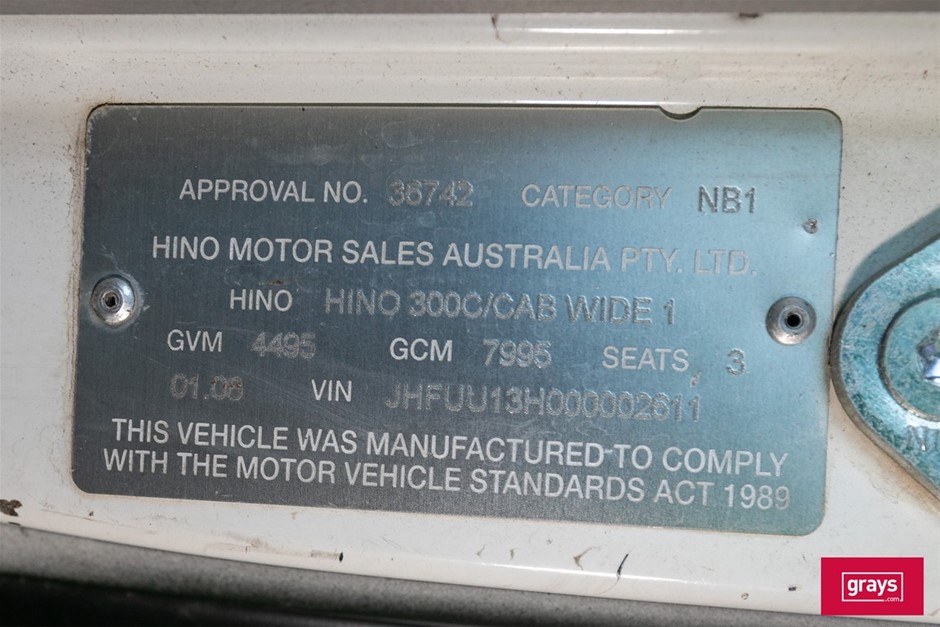 APPROVAL NO. 36742 CATEGORY NB1
HINO MOTOR SALES AUSTRALIA PTY. LTD.
HINO HINO 300C/CAB WIDE 1
GVM 4495 GCM 7995 SEATS 3
01.08 VIN JHFUU13H000002611
THIS VEHICLE WAS MANUFACTURED TO COMPLY
WITH THE MOTOR VEHICLE STANDARDS ACT 1989
grays
.com